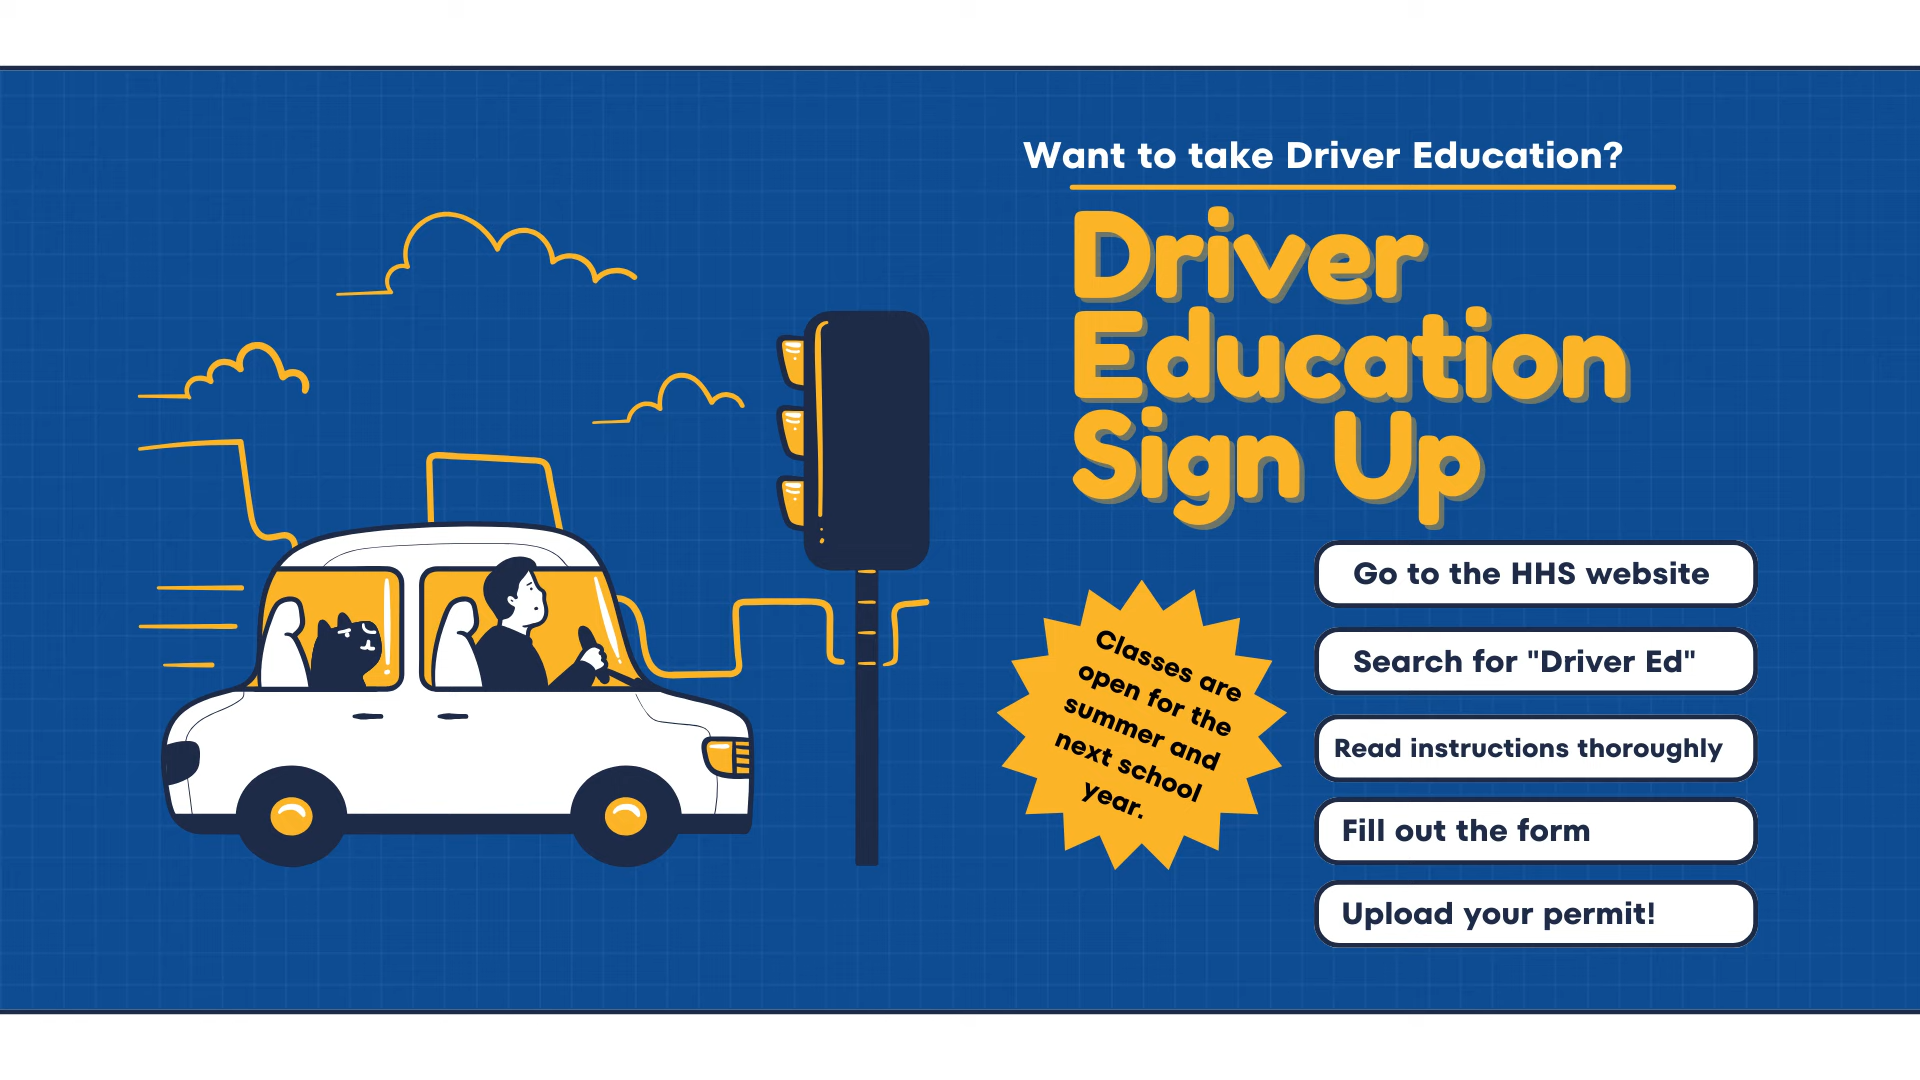 Want to take Driver Education?
Driver
Education
Sign Up
Classes are
open for the
summer and
next school
year.
Go to the HHS website
Search for "Driver Ed"
Read instructions thoroughly
Fill out the form
Upload your permit!